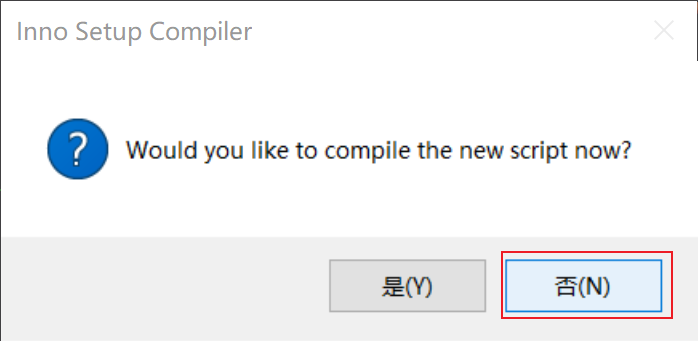 Inno Setup Compiler
?
Would you like to compile the new script now?
是(Y)
否(N)